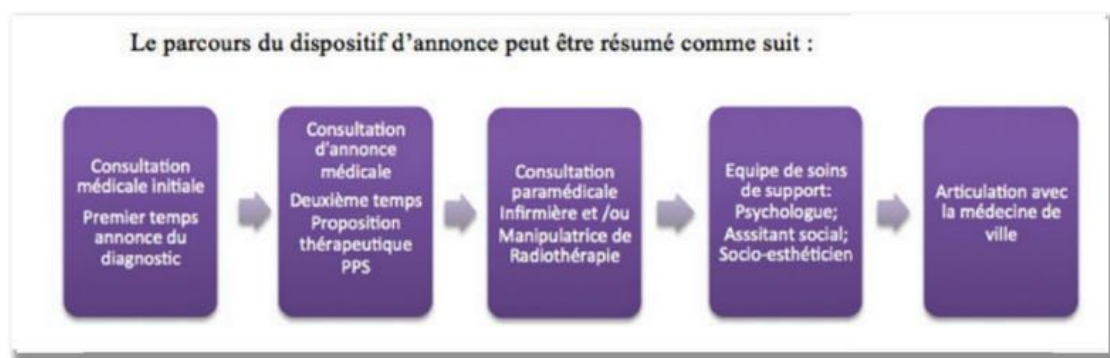 Le parcours du dispositif d’annonce peut être résumé comme suit :
Consultation
médicale initiale
Premier temps
annonce du
diagnostic
Consultation
d'annonce
médicale
Deuxième temps
Proposition
thérapeutique
PPS
Consultation
paramédicale
Infirmière et /ou
Manipulatrice de
Radiothérapie
Equipe de soins
de support:
Psychologue;
Asssitant social;
Socio-esthéticien
Articulation avec
la médecine de
ville